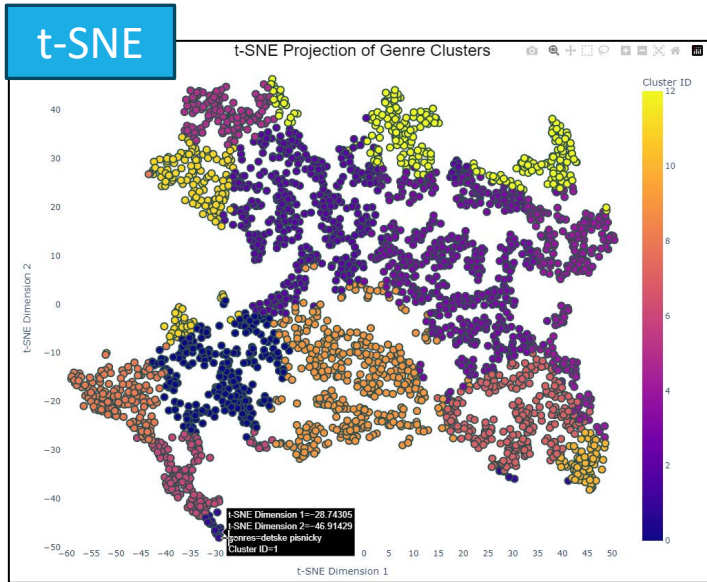 t-SNE
t-SNE Projection of Genre Clusters
Cluster ID
12
10
8
6
4
2
0
40
30
20
10
0
−10
−20
−30
−40
−50
t-SNE Dimension 2
t-SNE Dimension 1=−28.74305
t-SNE Dimension 2=−46.91429
genres=detske pisnicky
Cluster ID=1
−60 −55 −50 −45 −40 −35 −30 0 5 10 15 20 25 30 35 40 45 50
t-SNE Dimension 1